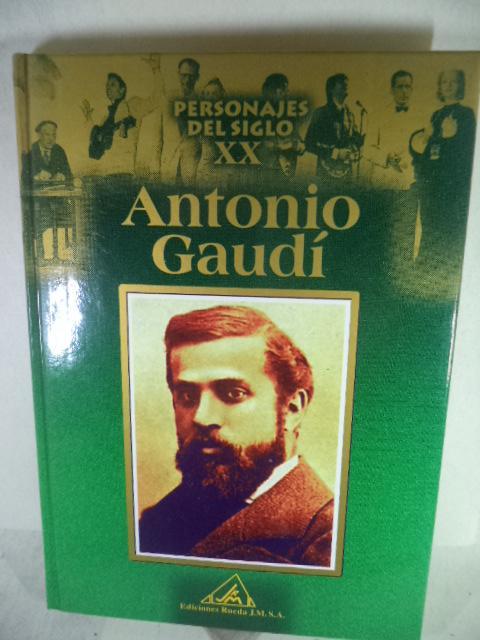 PERSONAJES
DEL SIGLO
XX
Antonio
Gaudí
Ediciones Rueda J.M. S.A.